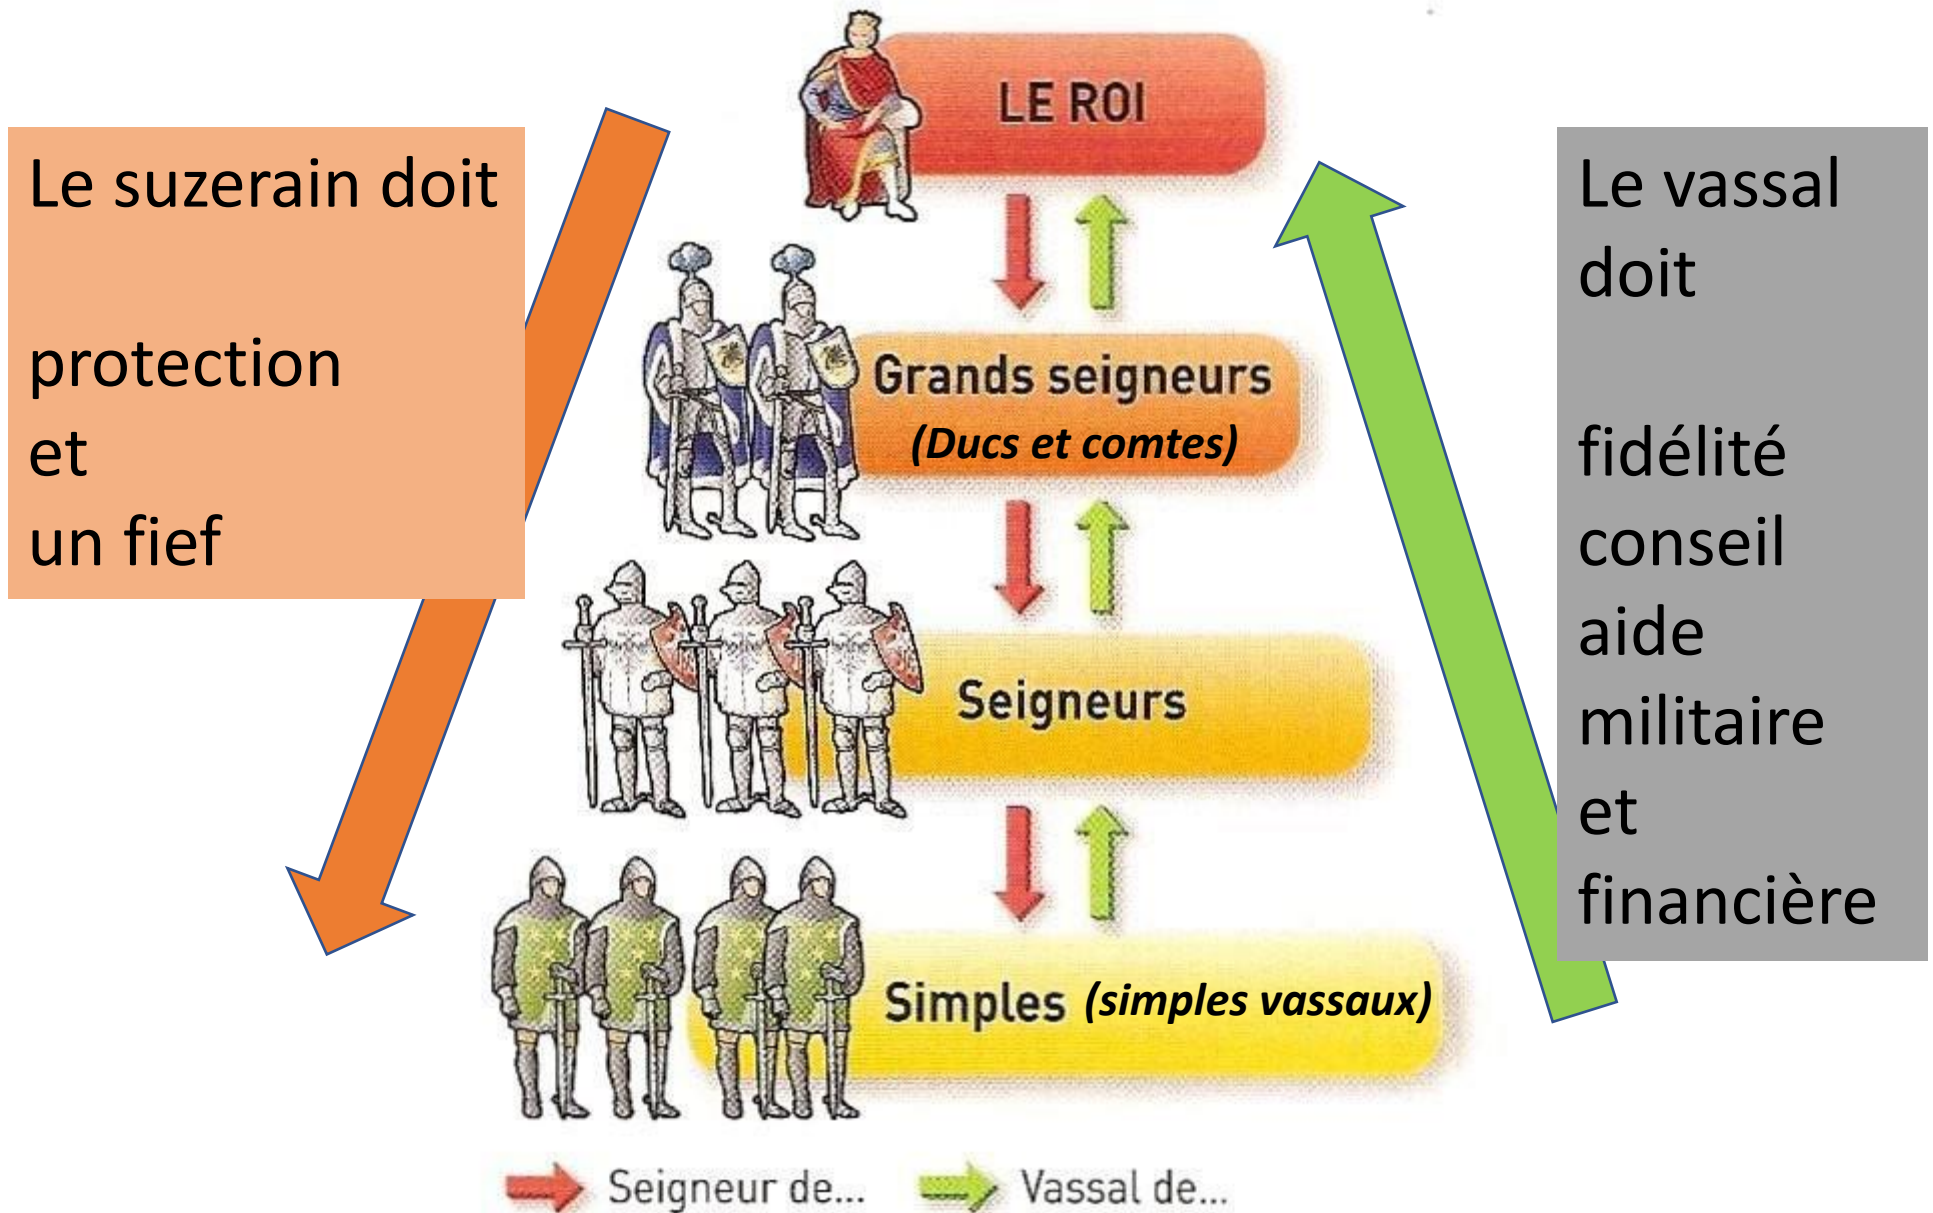 LE ROI
Le suzerain doit
protection
et
un fief
Grands seigneurs
(Ducs et comtes)
Seigneurs
Simples (simples vassaux)
Le vassal
doit
fidélité
conseil
aide
militaire
et
financière
Seigneur de...
Vassal de...